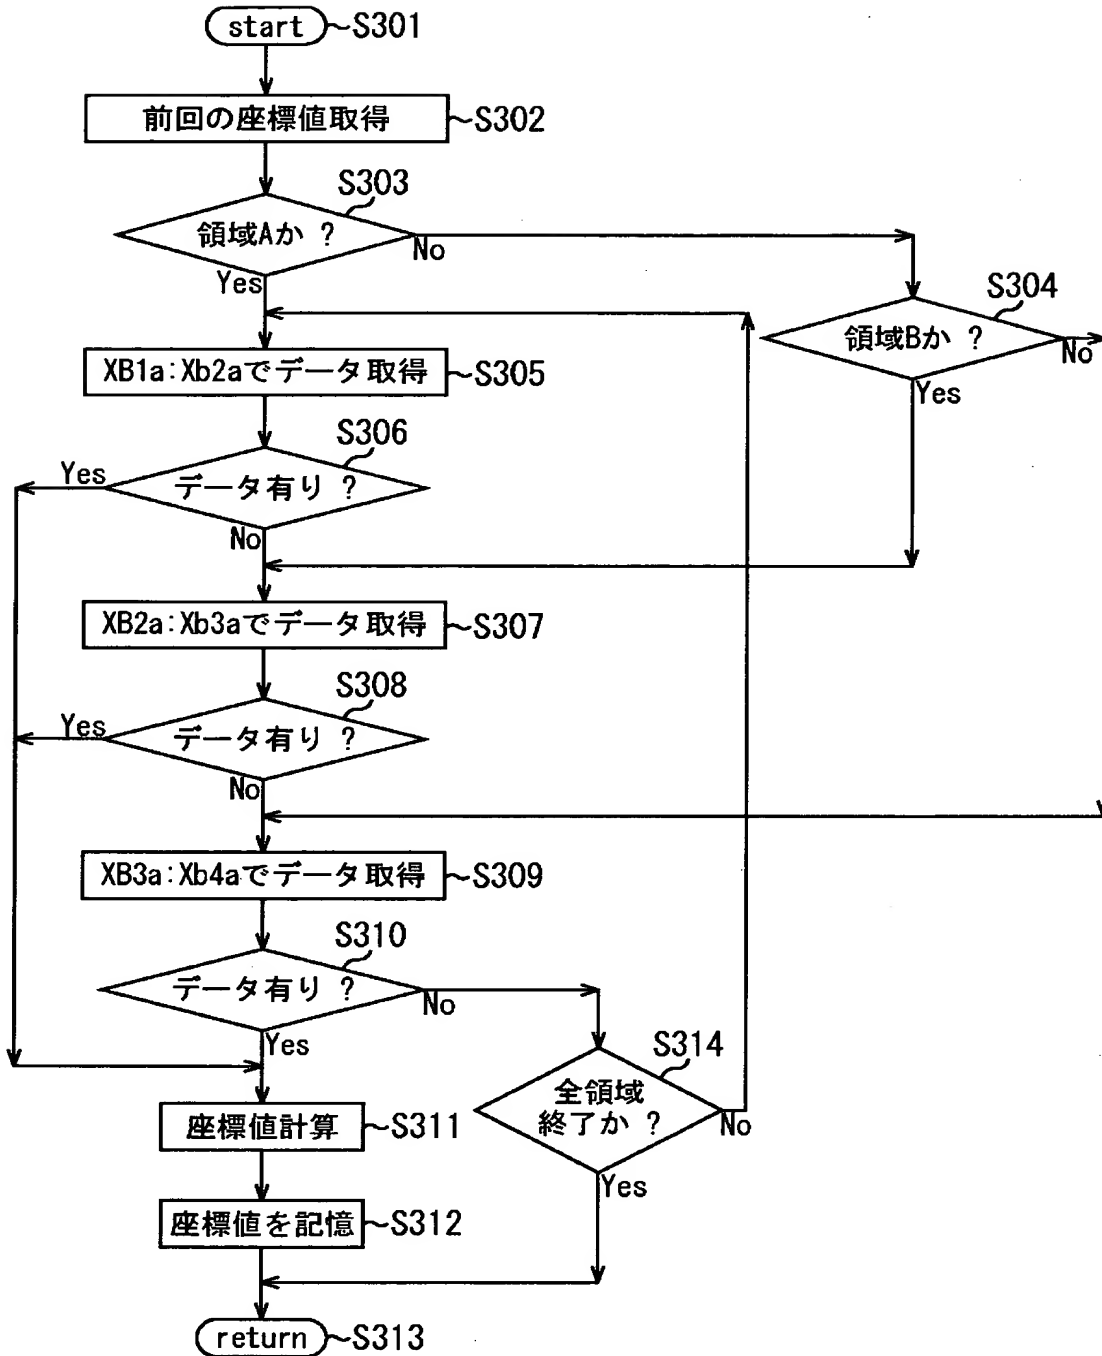 start
S301
前回の座標値取得
S302
S303
領域Aか ?
No
Yes
S304
領域Bか ?
No
Yes
XB1a:Xb2aでデータ取得
S305
S306
データ有り ?
Yes
No
XB2a:Xb3aでデータ取得
S307
S308
データ有り ?
Yes
No
XB3a:Xb4aでデータ取得
S309
S310
データ有り ?
No
Yes
S314
全領域
終了か ?
No
Yes
座標値計算
S311
座標値を記憶
S312
return
S313